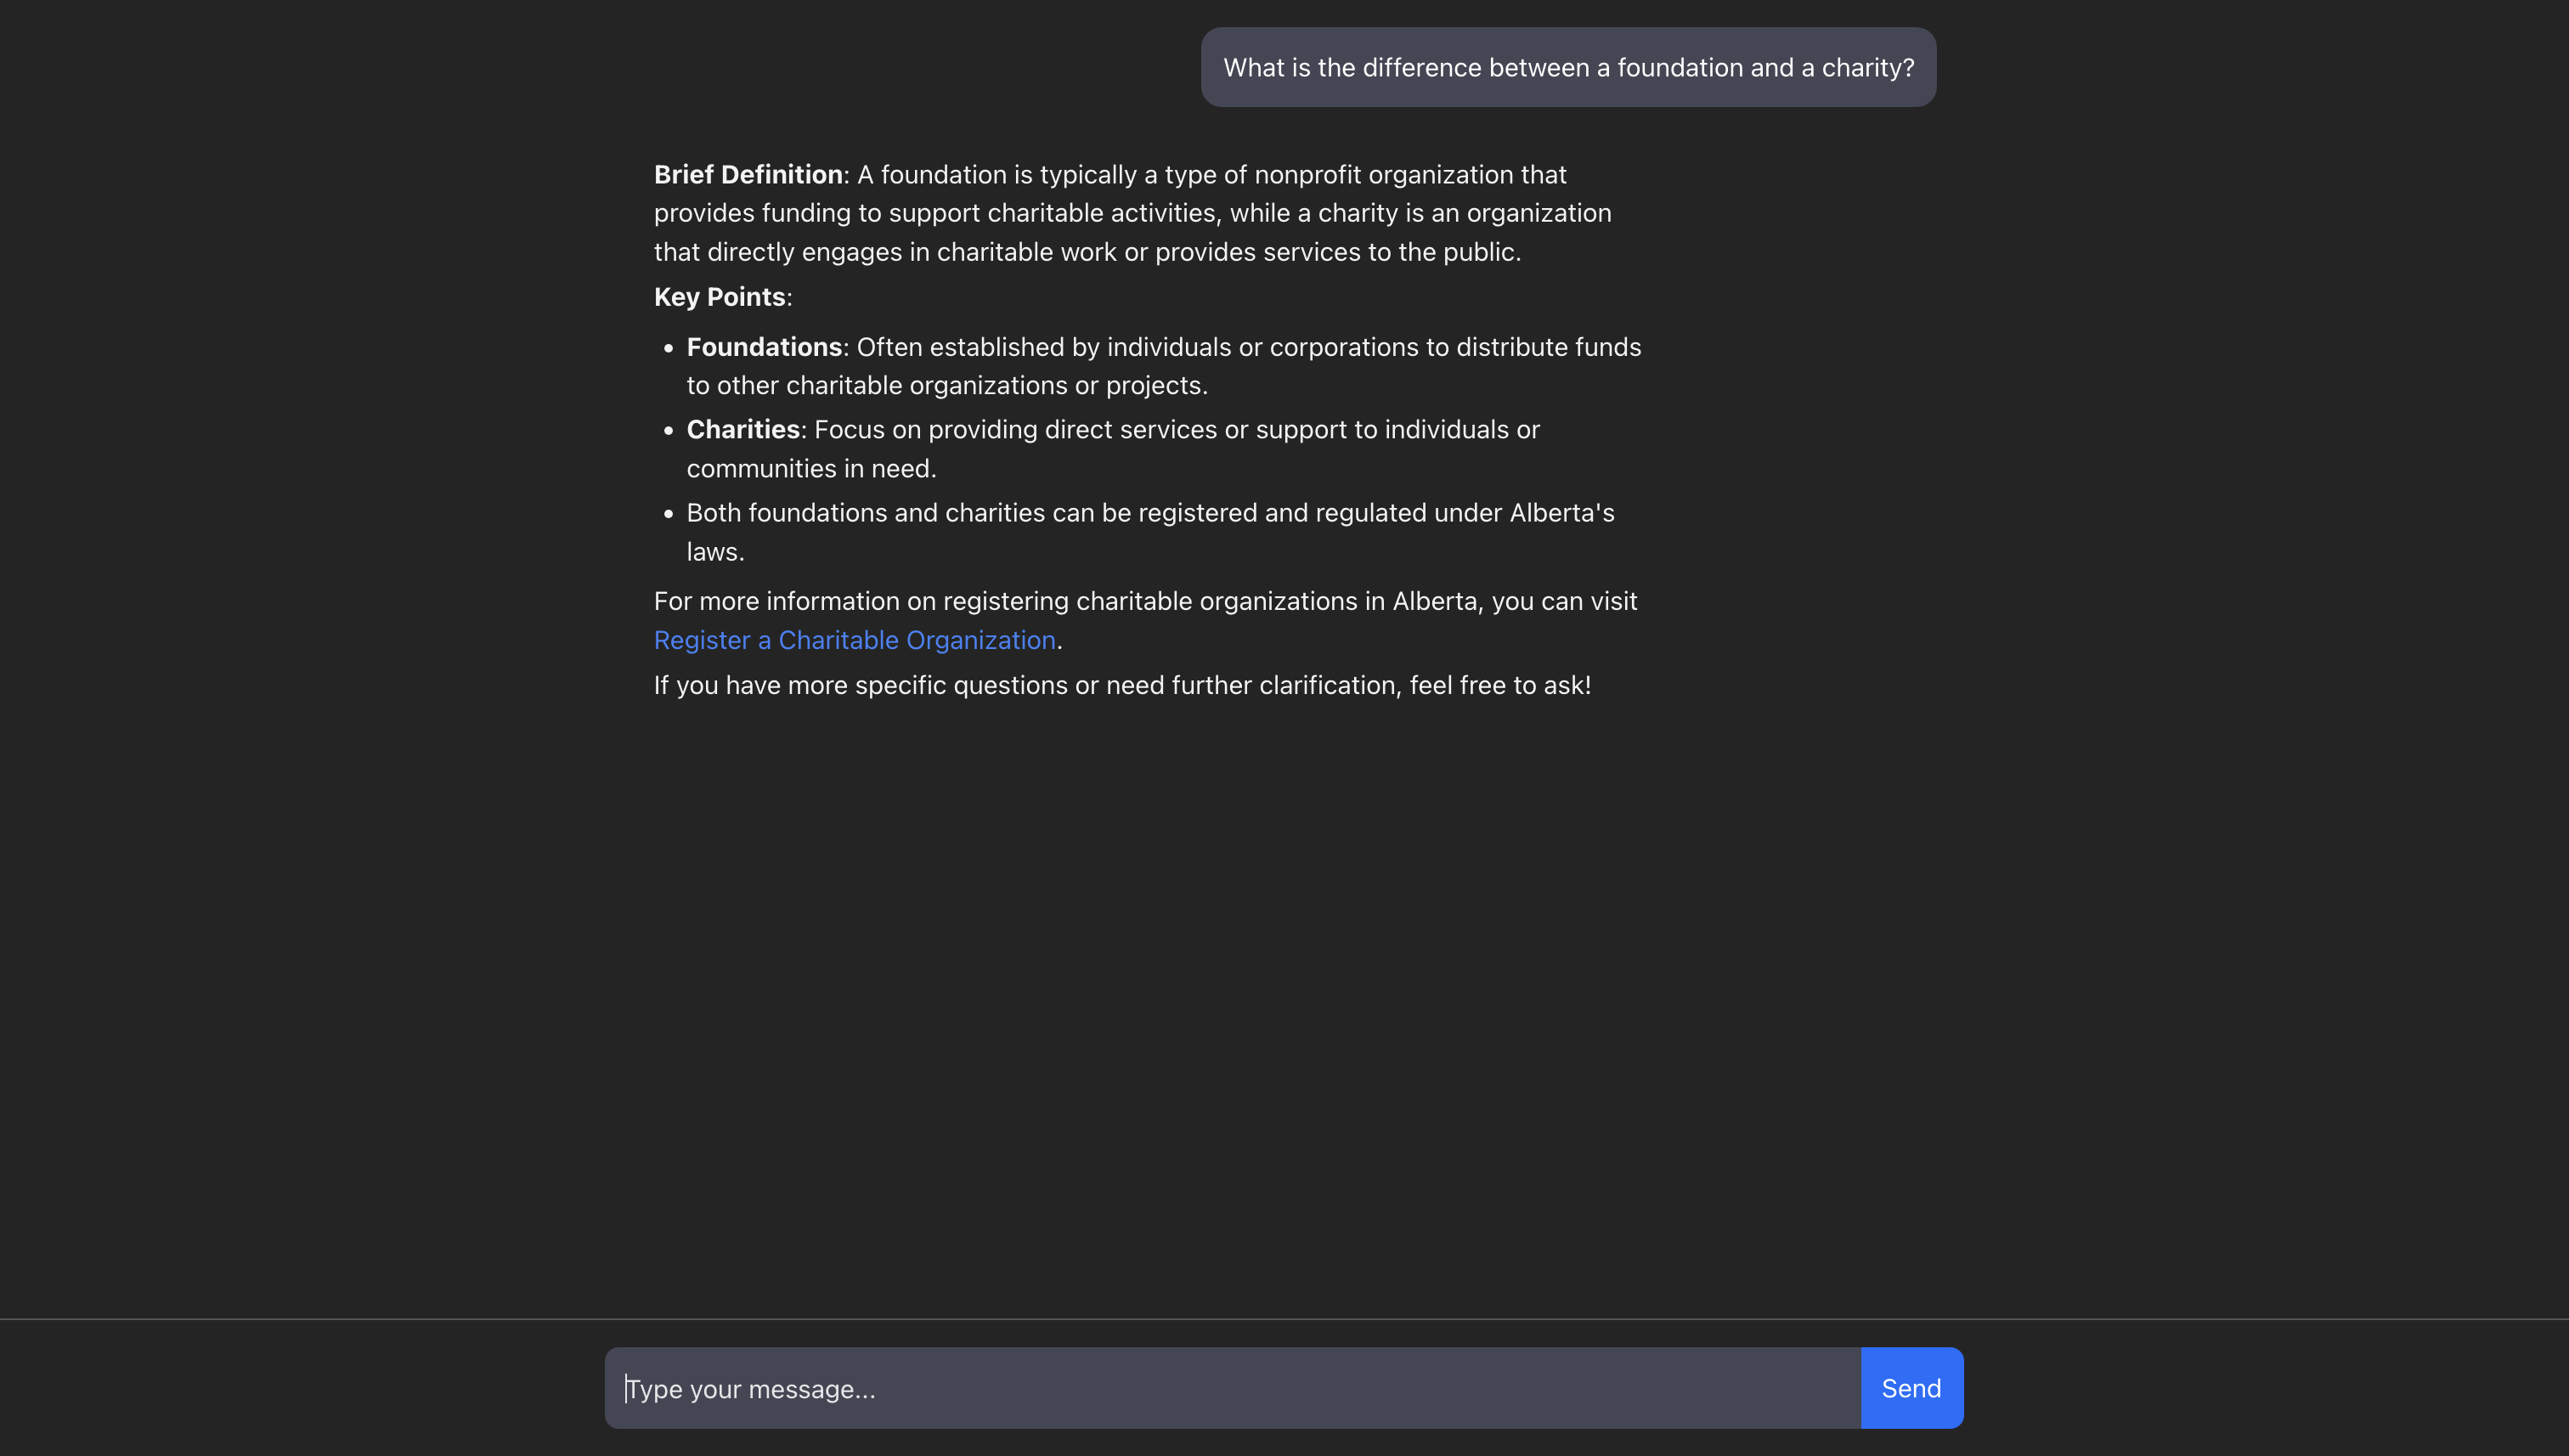 What is the difference between a foundation and a charity?
Brief Definition: A foundation is typically a type of nonprofit organization that
provides funding to support charitable activities, while a charity is an organization
that directly engages in charitable work or provides services to the public.
Key Points:
• Foundations: Often established by individuals or corporations to distribute funds
to other charitable organizations or projects.
• Charities: Focus on providing direct services or support to individuals or
communities in need.
• Both foundations and charities can be registered and regulated under Alberta's
laws.
For more information on registering charitable organizations in Alberta, you can visit
Register a Charitable Organization.
If you have more specific questions or need further clarification, feel free to ask!
Type your message...
Send